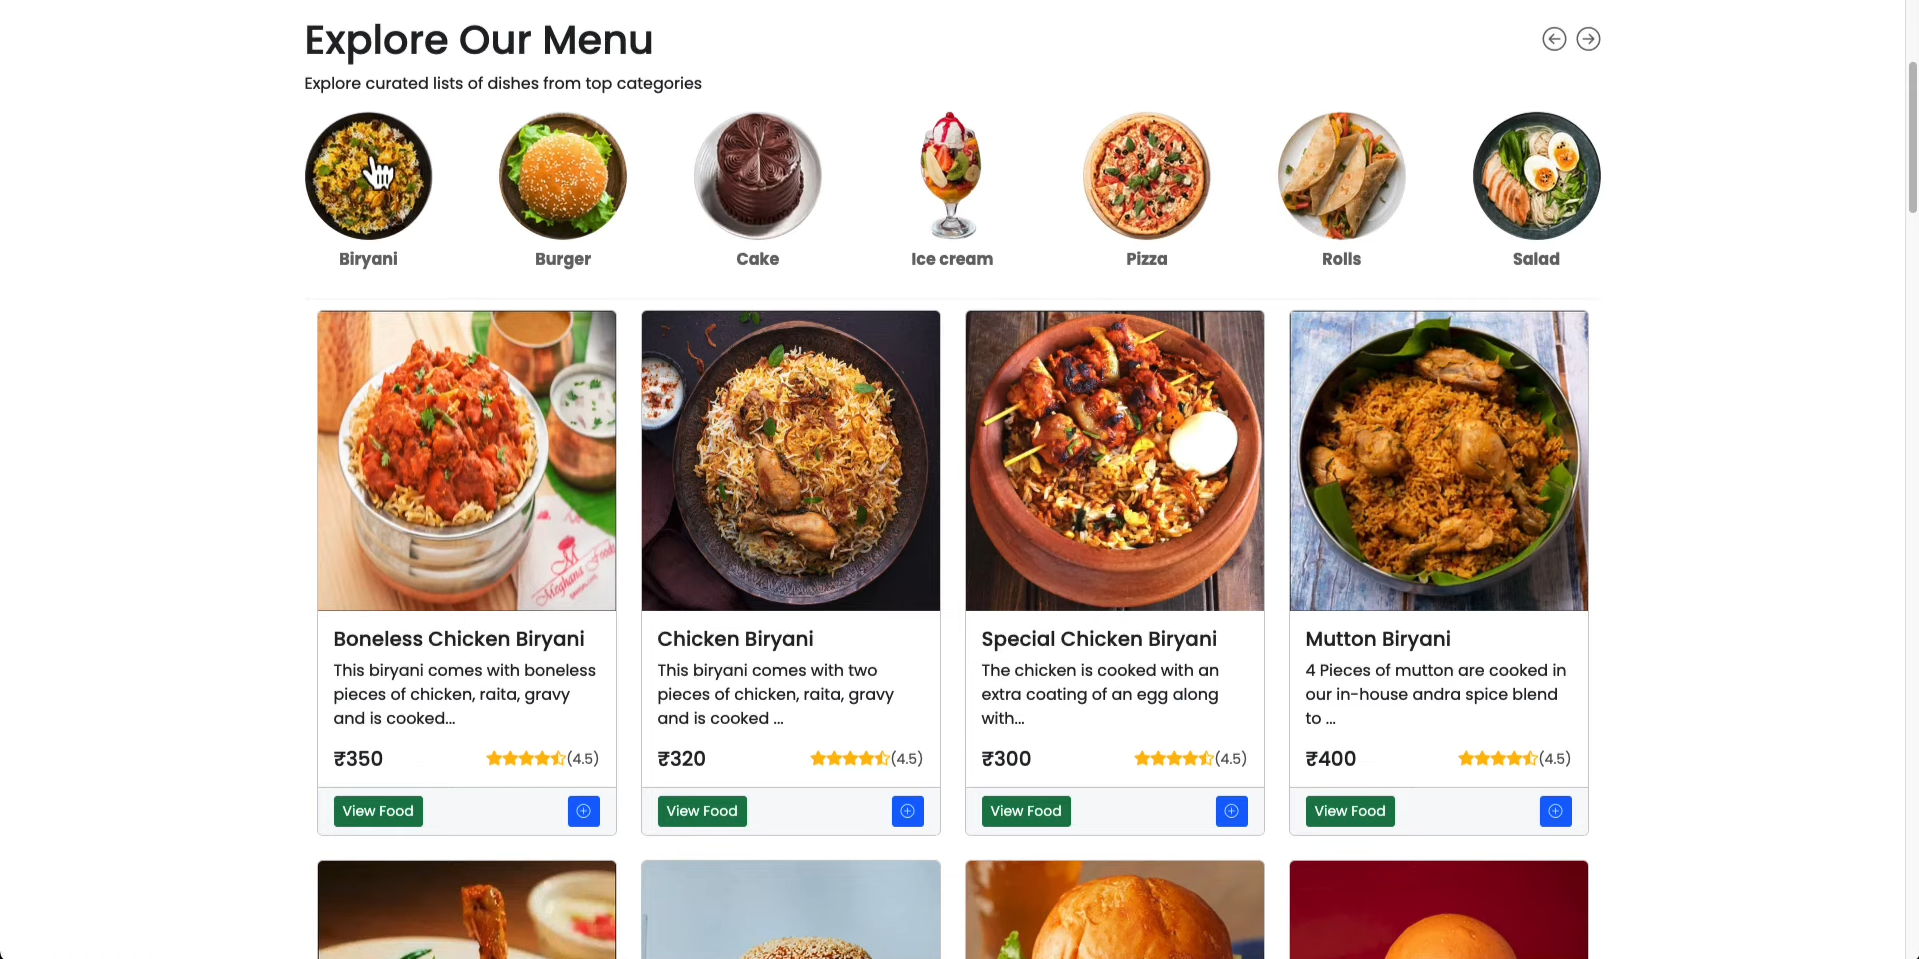 Explore Our Menu
Explore curated lists of dishes from top categories
Biryani
Burger
Cake
Ice cream
Pizza
Rolls
Salad
Meghana Foods
Boneless Chicken Biryani
This biryani comes with boneless
pieces of chicken, raita, gravy
and is cooked...
₹350
(4.5)
View Food
Chicken Biryani
This biryani comes with two
pieces of chicken, raita, gravy
and is cooked ...
₹320
(4.5)
View Food
Special Chicken Biryani
The chicken is cooked with an
extra coating of an egg along
with...
₹300
(4.5)
View Food
Mutton Biryani
4 Pieces of mutton are cooked in
our in-house andra spice blend
to ...
₹400
(4.5)
View Food